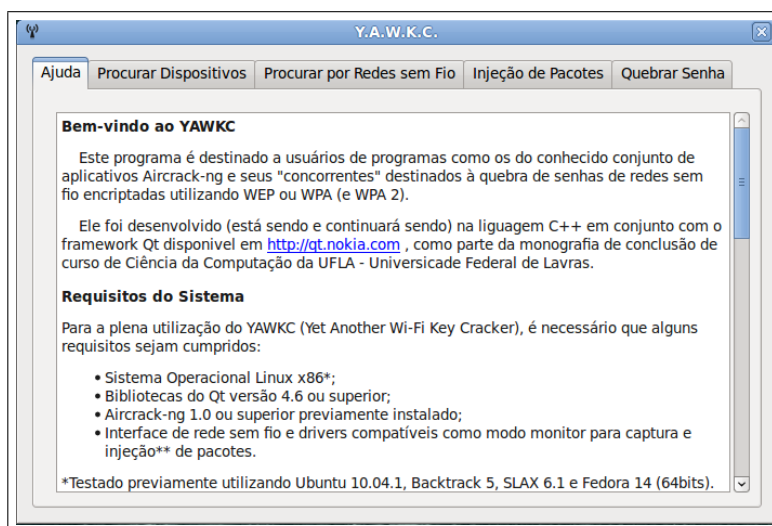 Y.A.W.K.C.
Ajuda Procurar Dispositivos Procurar por Redes sem Fio Injeção de Pacotes Quebrar Senha
Bem-vindo ao YAWKC
Este programa é destinado a usuários de programas como os do conhecido conjunto de
aplicativos Aircrack-ng e seus "concorrentes" destinados à quebra de senhas de redes sem
fio encriptadas utilizando WEP ou WPA (e WPA 2).
Ele foi desenvolvido (está sendo e continuará sendo) na liguagem C++ em conjunto com o
framework Qt disponivel em http://qt.nokia.com , como parte da monografia de conclusão de
curso de Ciência da Computação da UFLA - Universicade Federal de Lavras.
Requisitos do Sistema
Para a plena utilização do YAWKC (Yet Another Wi-Fi Key Cracker), é necessário que alguns
requisitos sejam cumpridos:
• Sistema Operacional Linux x86*;
• Bibliotecas do Qt versão 4.6 ou superior;
• Aircrack-ng 1.0 ou superior previamente instalado;
• Interface de rede sem fio e drivers compatíveis como modo monitor para captura e
injeção** de pacotes.
*Testado previamente utilizando Ubuntu 10.04.1, Backtrack 5, SLAX 6.1 e Fedora 14 (64bits).